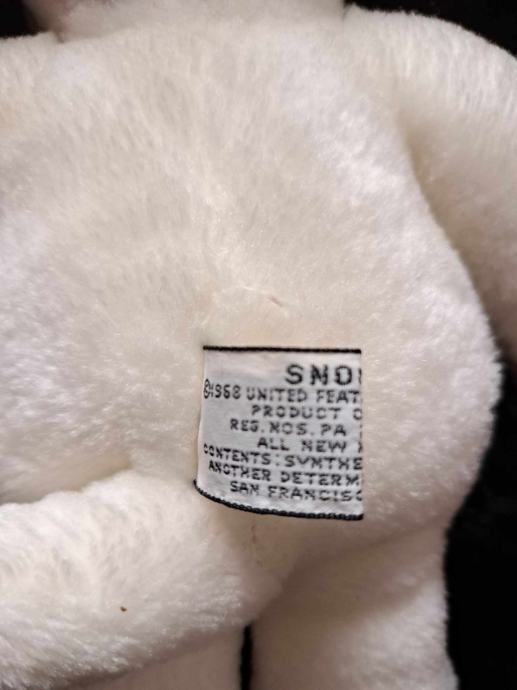 SNO
©1968 UNITED FEAT
PRODUCT O
REG. NOS. PA
ALL NEW
CONTENTS: SYNTHE
ANOTHER DETERM
SAN FRANCISC